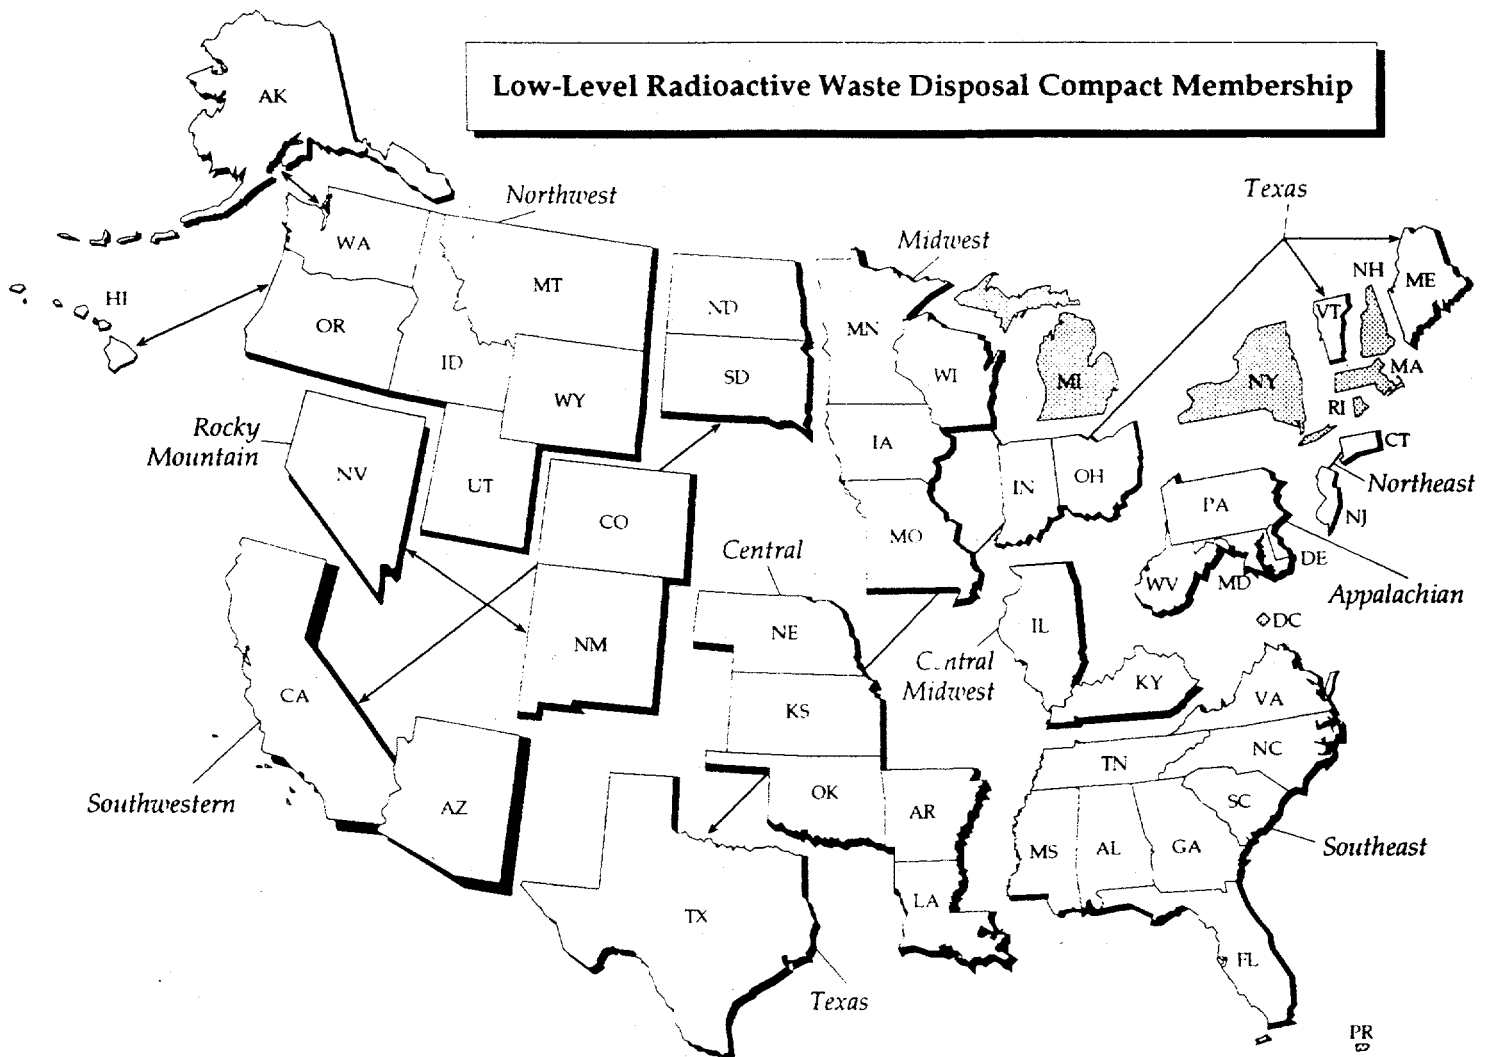 Low-Level Radioactive Waste Disposal Compact Membership
AK
Northwest
Texas
WA
Midwest
MT
HI
NH
ME
ND
VT
OR
MN
ID
SD
WI
MI
NY
MA
WY
RI
Rocky
Mountain
IA
CT
NV
UT
IN
OH
Northeast
CO
PA
NJ
MO
Central
DE
WV
MD
Appalachian
DC
NE
IL
NM
Central
Midwest
KY
CA
KS
VA
TN
NC
Southwestern
AZ
OK
AR
SC
MS
AL
GA
Southeast
LA
TX
FL
Texas
PR